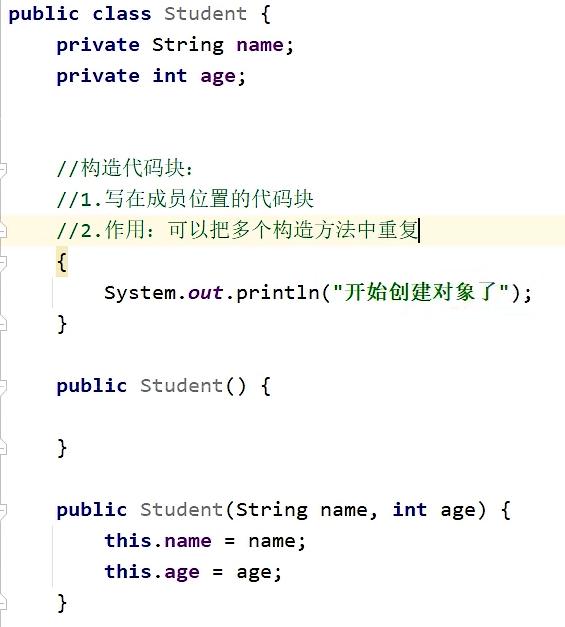 public class Student {
private String name;
private int age;
//构造代码块：
//1.写在成员位置的代码块
//2.作用：可以把多个构造方法中重复
{
System.out.println("开始创建对象了");
}
public Student() {
}
public Student(String name, int age) {
this.name = name;
this.age = age;
}